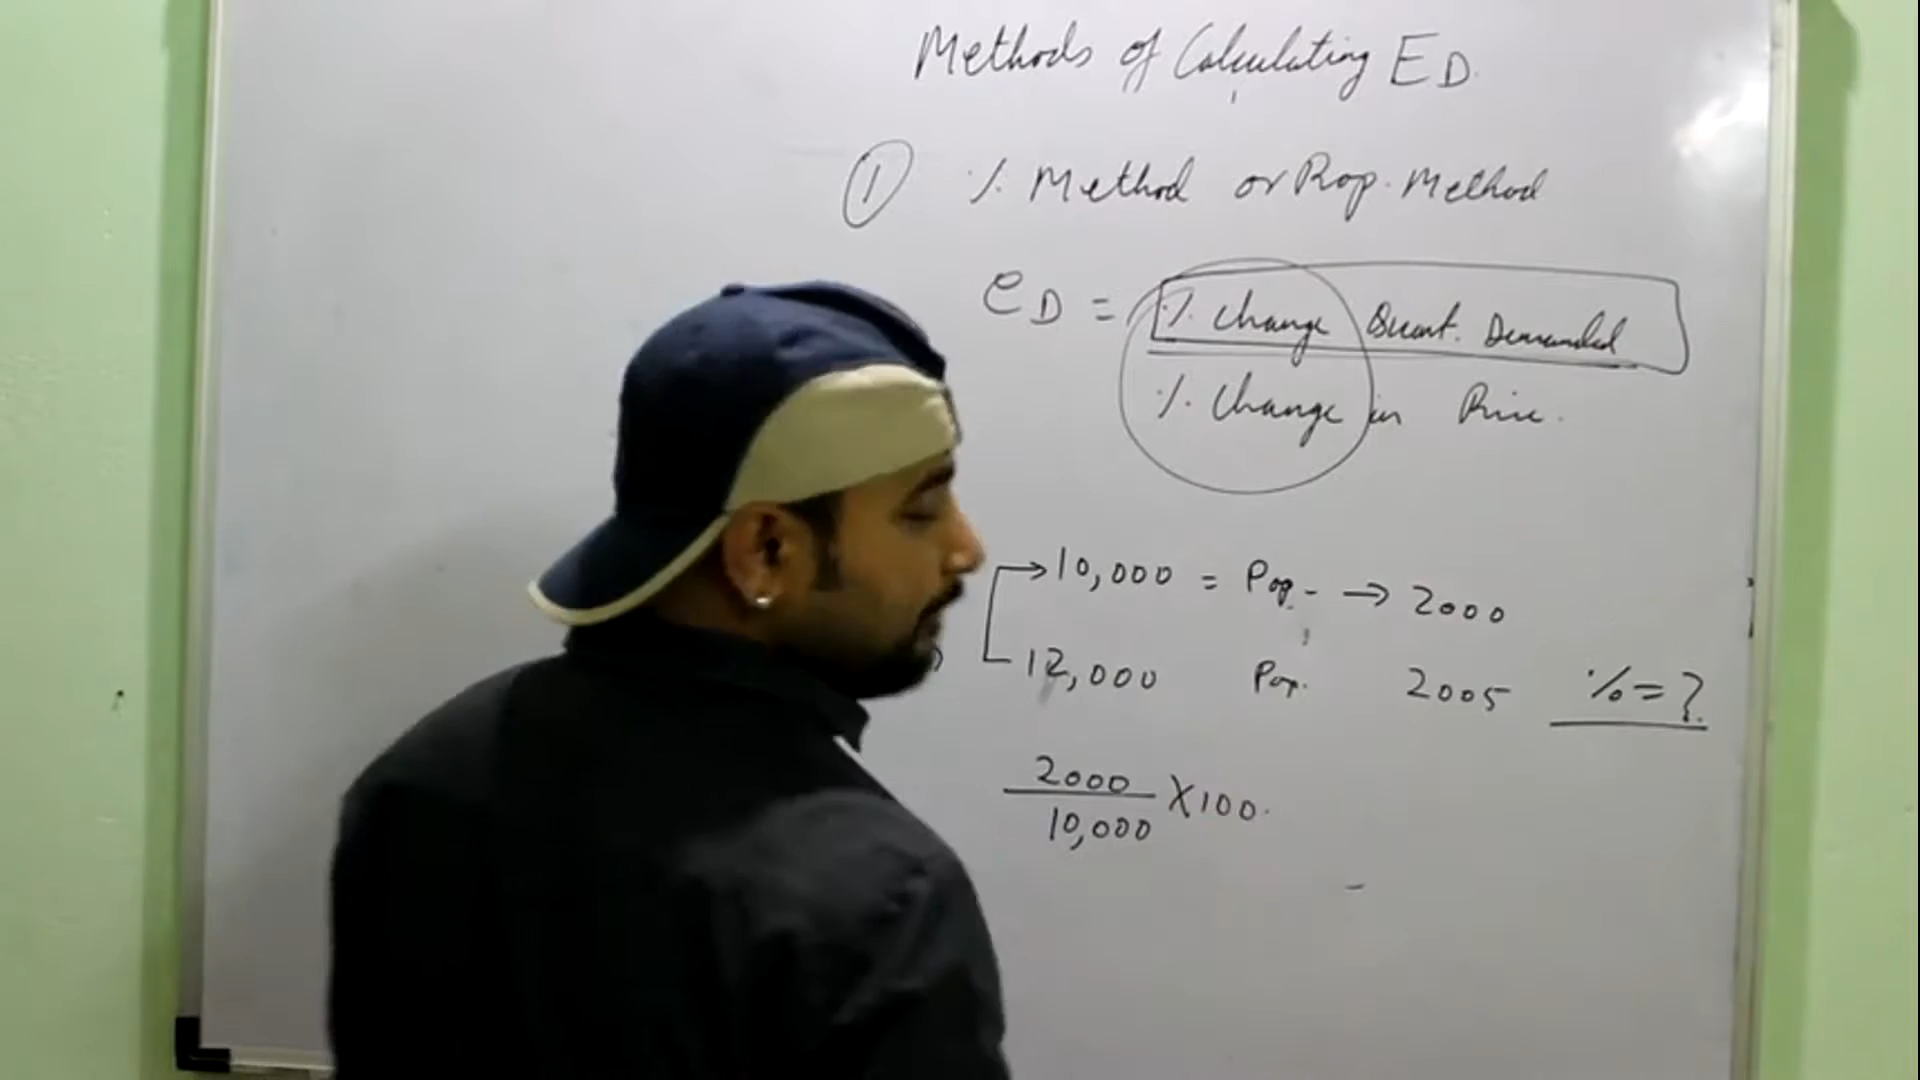 Methods of Calculating ED.
① % Method or Prop. Method
eD = % Change Quant. Demanded
% Change in Price.
→ 10,000 = Pop. → 2000
12,000 Pop. 2005 % = ?
2000
10,000 X 100.